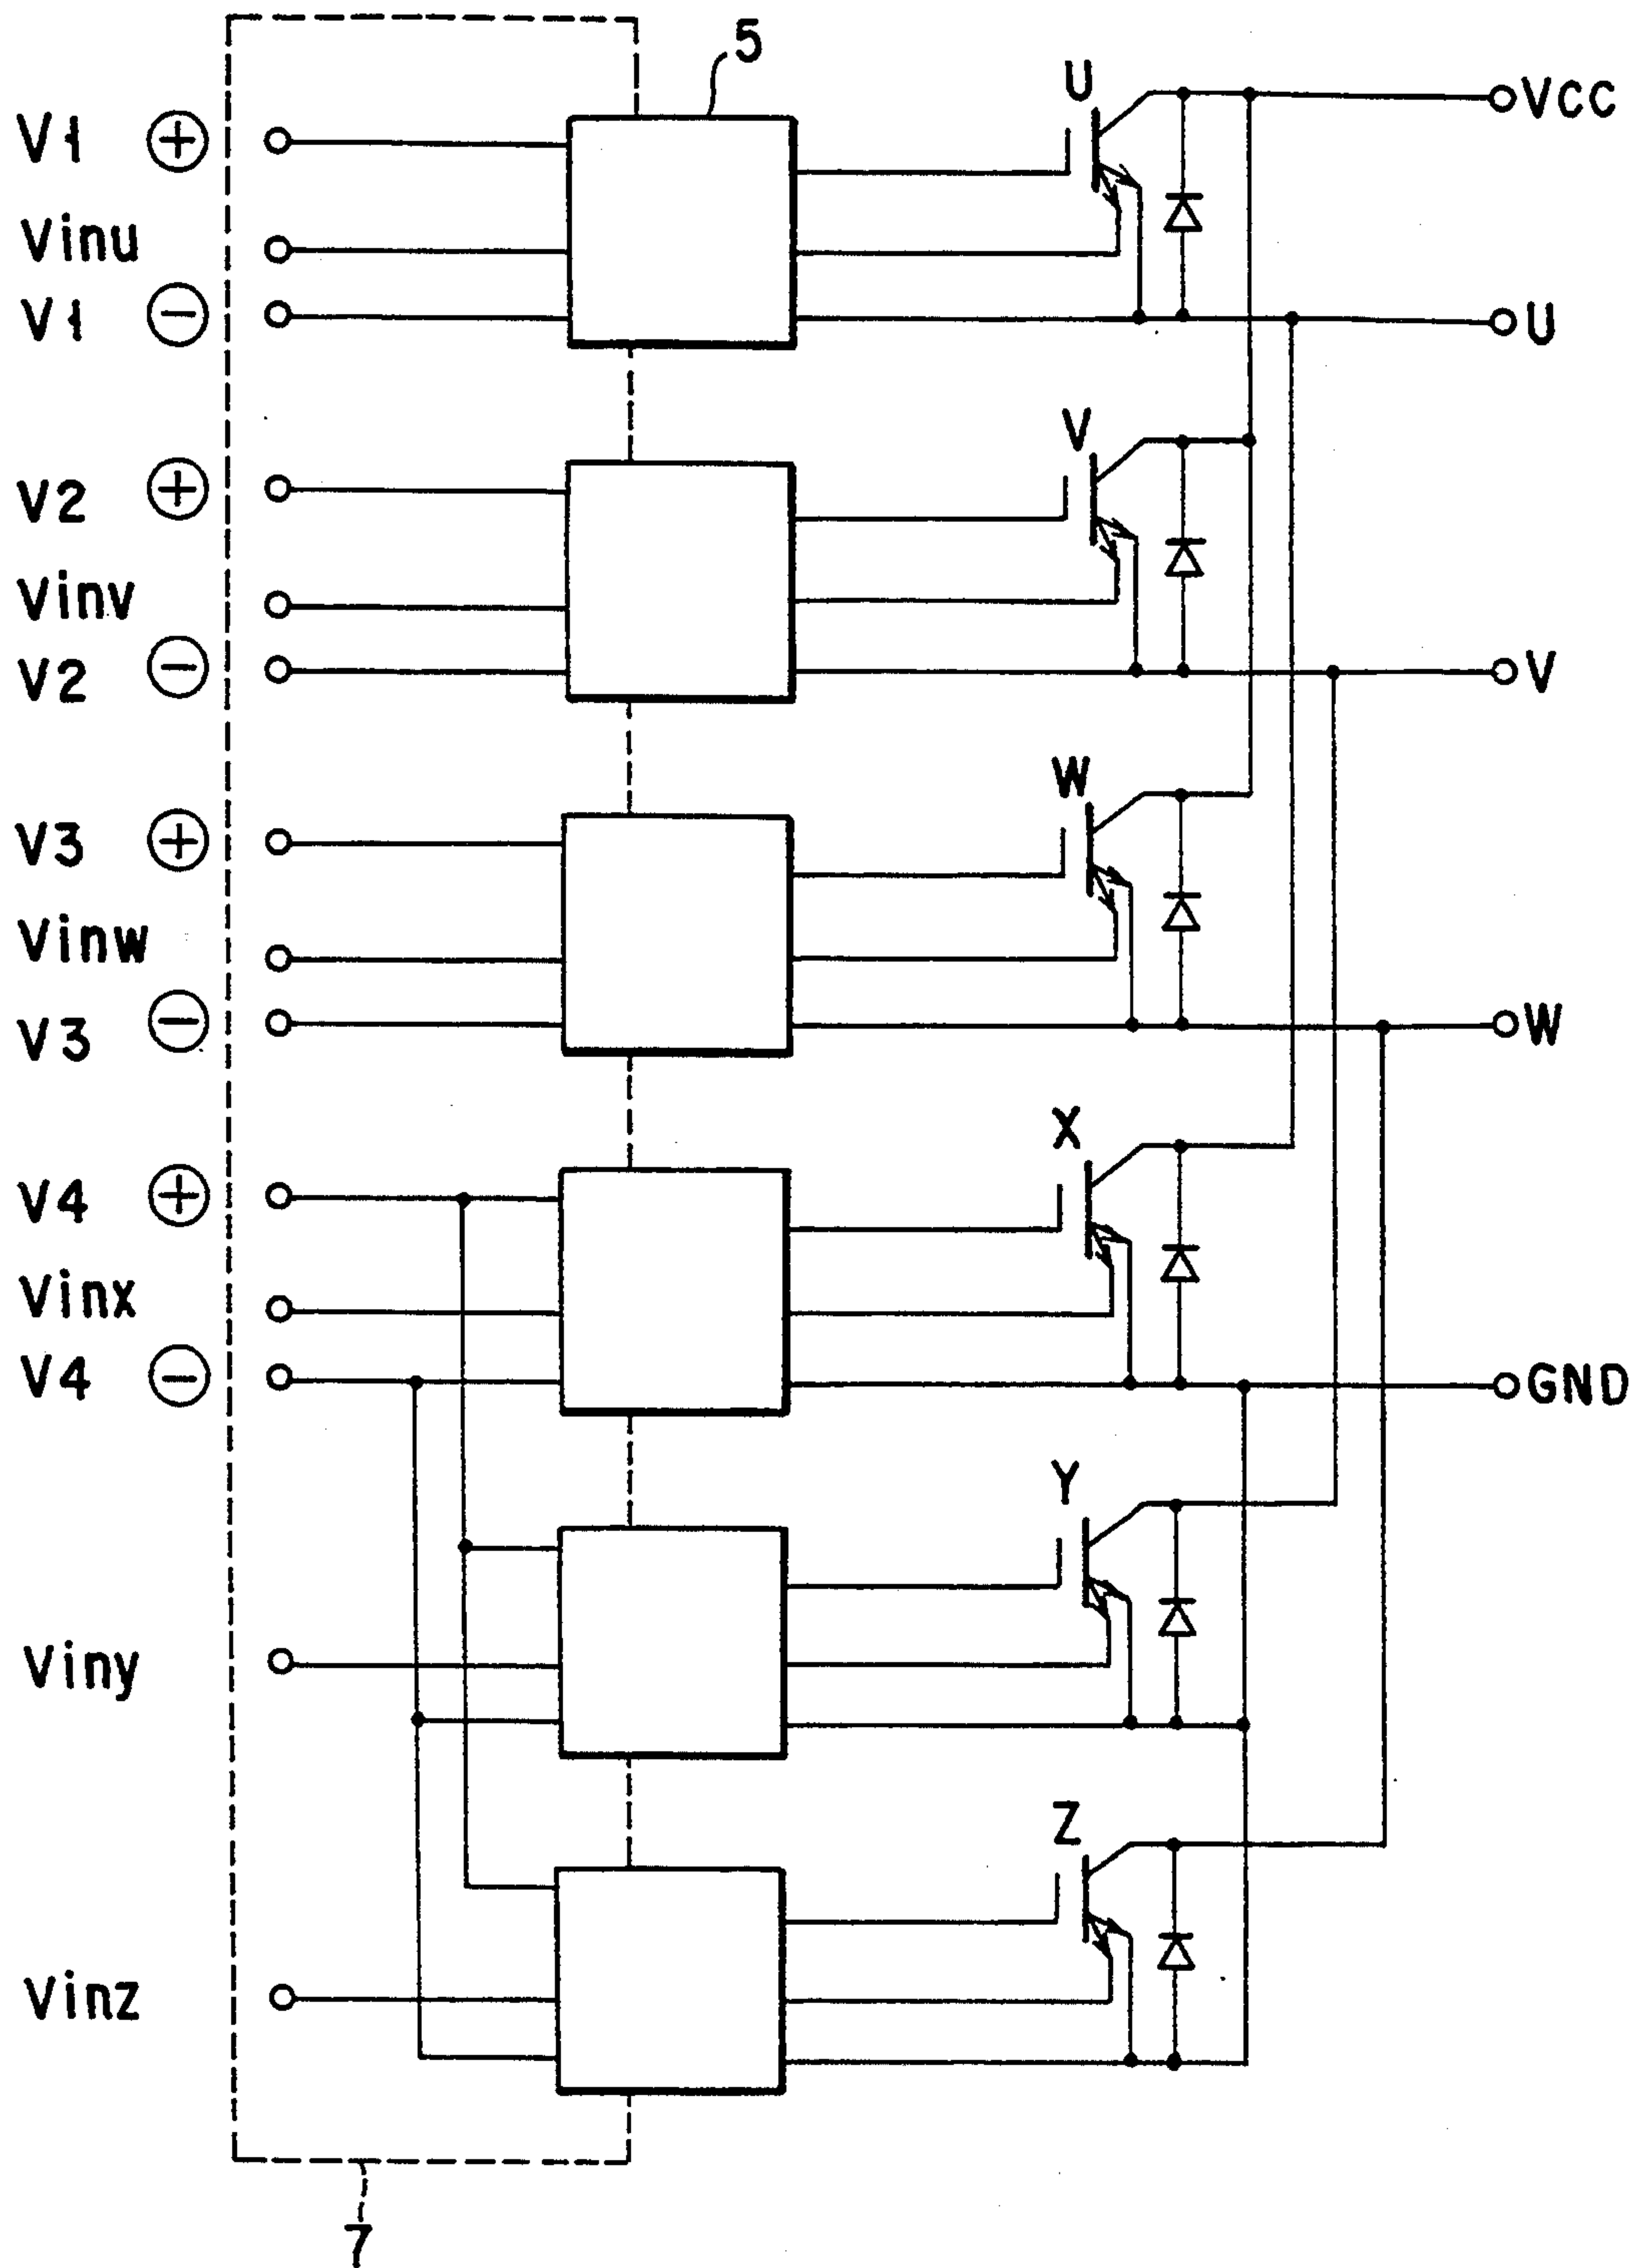 5
U
VCC
V1 ⊕
Vinu
V1 ⊖
U
V
V2 ⊕
Vinv
V2 ⊖
V
W
V3 ⊕
Vinw
V3 ⊖
W
X
V4 ⊕
Vinx
V4 ⊖
GND
Y
Viny
Z
Vinz
7